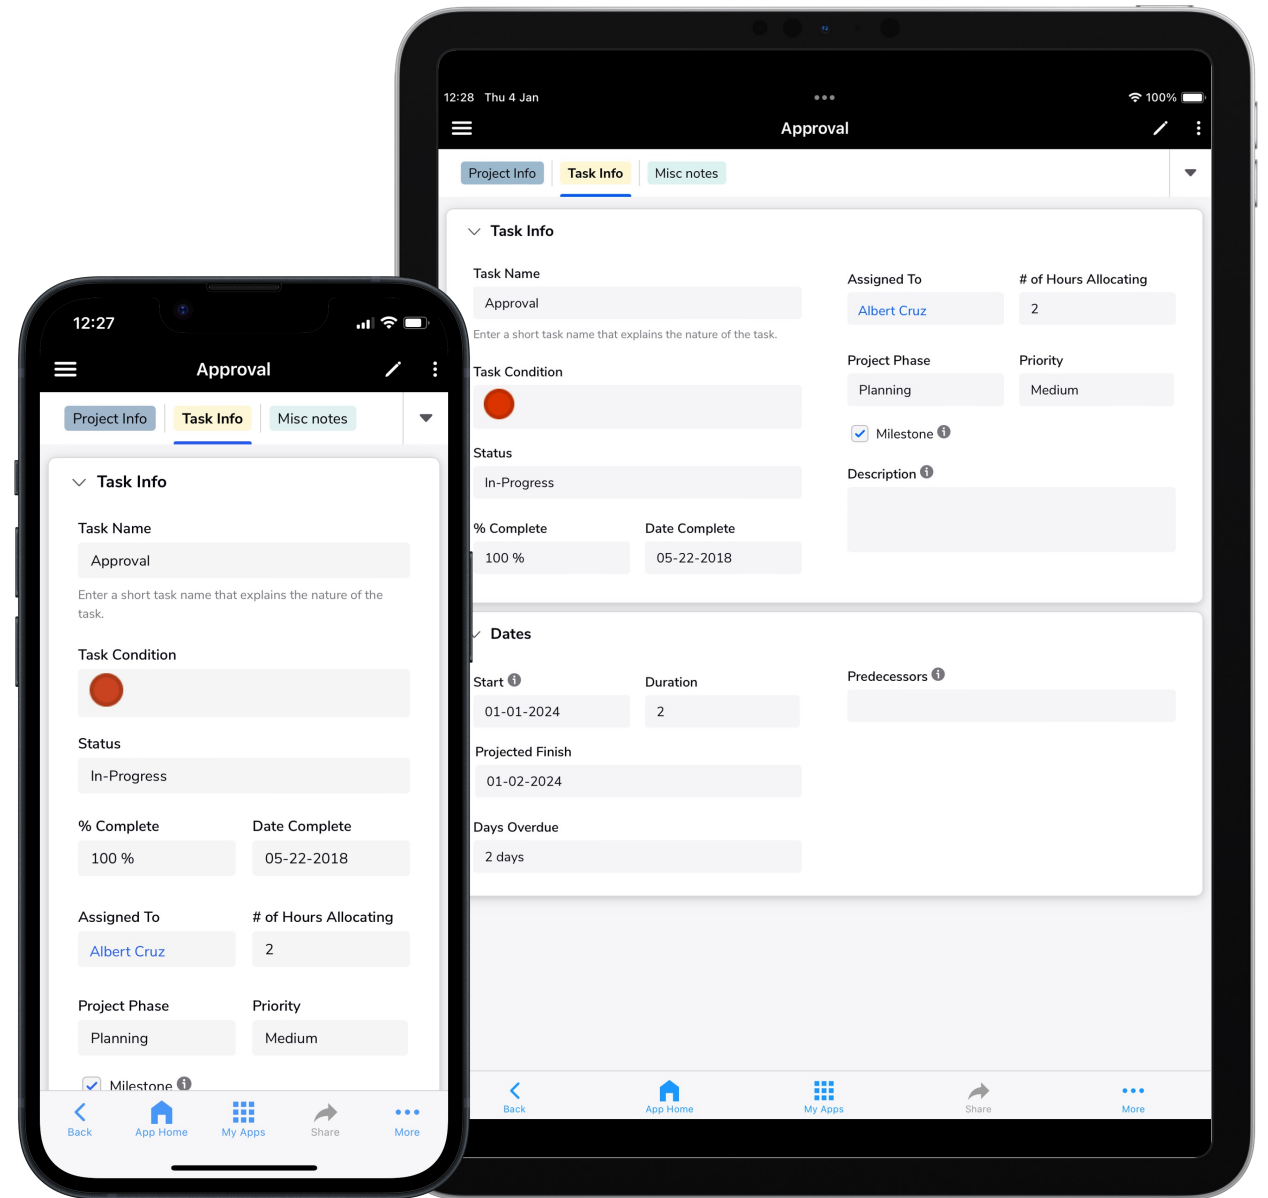 12:27
Approval
Project Info Task Info Misc notes
Task Info
Task Name
Approval
Enter a short task name that explains the nature of the
task.
Task Condition
Status
In-Progress
% Complete Date Complete
100 % 05-22-2018
Assigned To # of Hours Allocating
Albert Cruz 2
Project Phase Priority
Planning Medium
Milestone
Back App Home My Apps Share More
12:28 Thu 4 Jan 100%
Approval
Project Info Task Info Misc notes
Task Info
Task Name
Approval
Enter a short task name that explains the nature of the task.
Task Condition
Status
In-Progress
% Complete Date Complete
100 % 05-22-2018
Assigned To # of Hours Allocating
Albert Cruz 2
Project Phase Priority
Planning Medium
Milestone
Description
Dates
Start Duration
01-01-2024 2
Projected Finish
01-02-2024
Days Overdue
2 days
Predecessors
Back App Home My Apps Share More